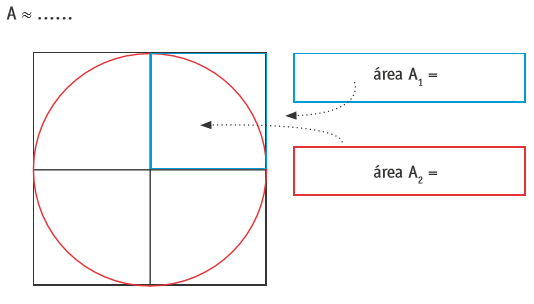 A ≈ ......
área A₁ =
área A₂ =